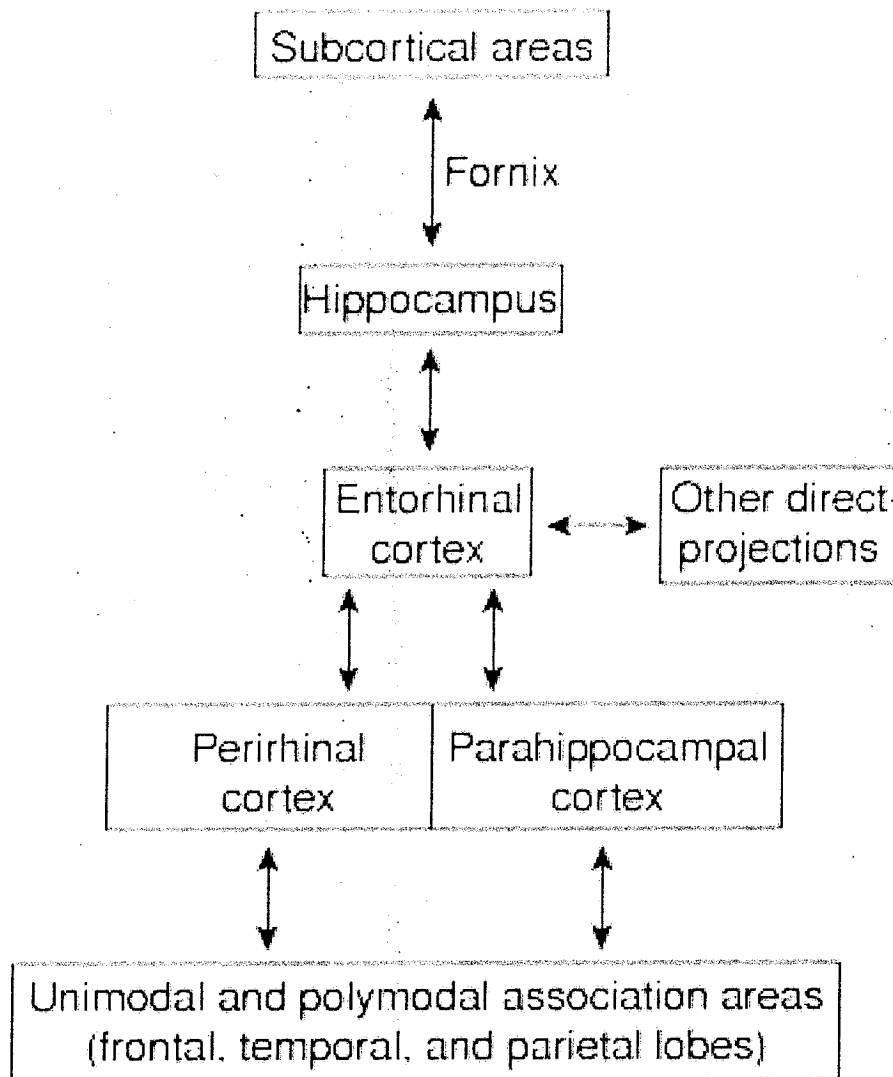 Subcortical areas
Fornix
Hippocampus
Entorhinal
cortex
Other direct
projections
Perirhinal
cortex
Parahippocampal
cortex
Unimodal and polymodal association areas
(frontal, temporal, and parietal lobes)